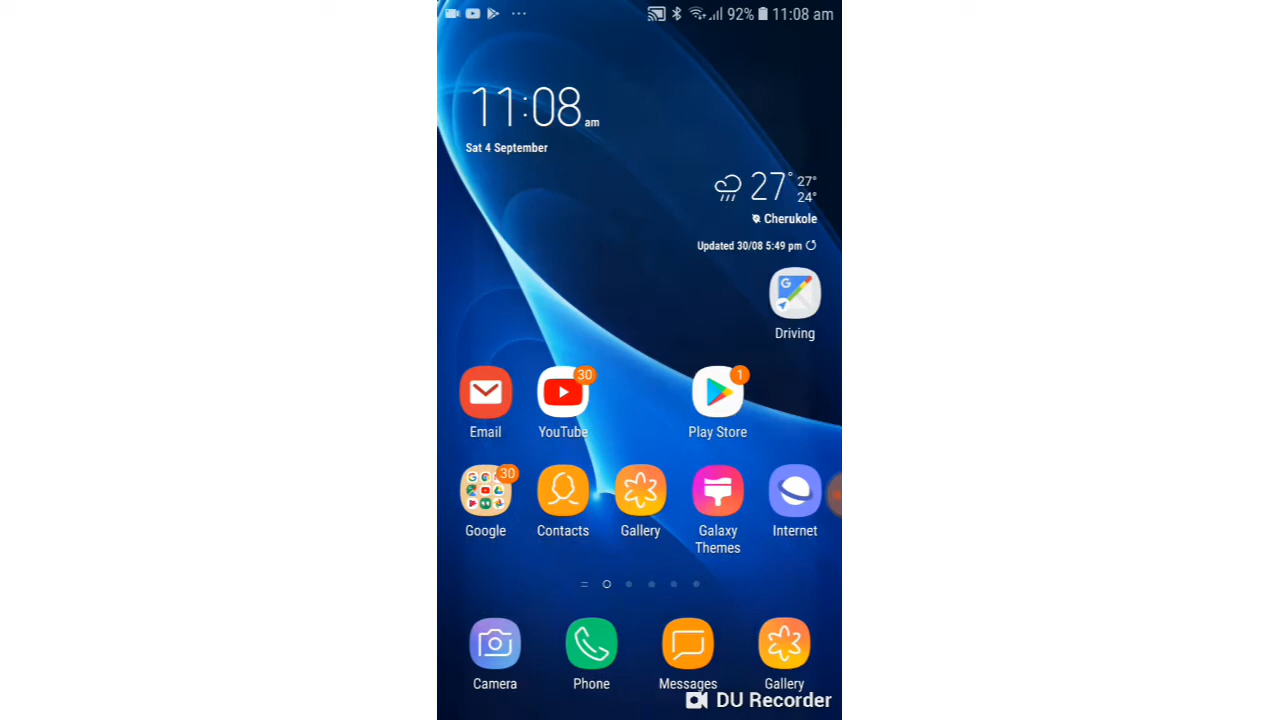 92% 11:08 am
11:08 am
Sat 4 September
27° 27°
24°
Cherukole
Updated 30/08 5:49 pm
G
Driving
30
1
Email YouTube Play Store
30
Google Contacts Gallery Galaxy Themes Internet
Camera Phone Messages Gallery
DU Recorder